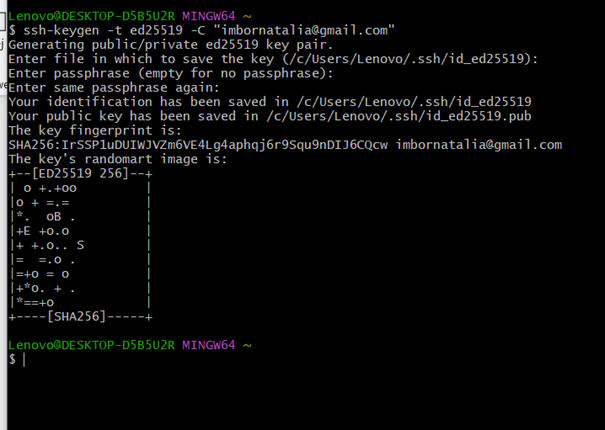 Lenovo@DESKTOP-D5B5U2R MINGW64 ~
$ ssh-keygen -t ed25519 -C "imbornatalia@gmail.com"
Generating public/private ed25519 key pair.
Enter file in which to save the key (/c/Users/Lenovo/.ssh/id_ed25519):
Enter passphrase (empty for no passphrase):
Enter same passphrase again:
Your identification has been saved in /c/Users/Lenovo/.ssh/id_ed25519
Your public key has been saved in /c/Users/Lenovo/.ssh/id_ed25519.pub
The key fingerprint is:
SHA256:IrSSP1uDUIWJVZm6VE4Lg4aphqj6r9Squ9nDIJ6CQcw imbornatalia@gmail.com
The key's randomart image is:
+--[ED25519 256]--+
| o +.+oo         |
|o + =.=          |
|*.  oB .         |
|+E +o.o          |
|+ +.o.. S        |
|=  =.o .         |
|=+o = o          |
|+*o. + .         |
|*==+o            |
+----[SHA256]-----+
Lenovo@DESKTOP-D5B5U2R MINGW64 ~
$